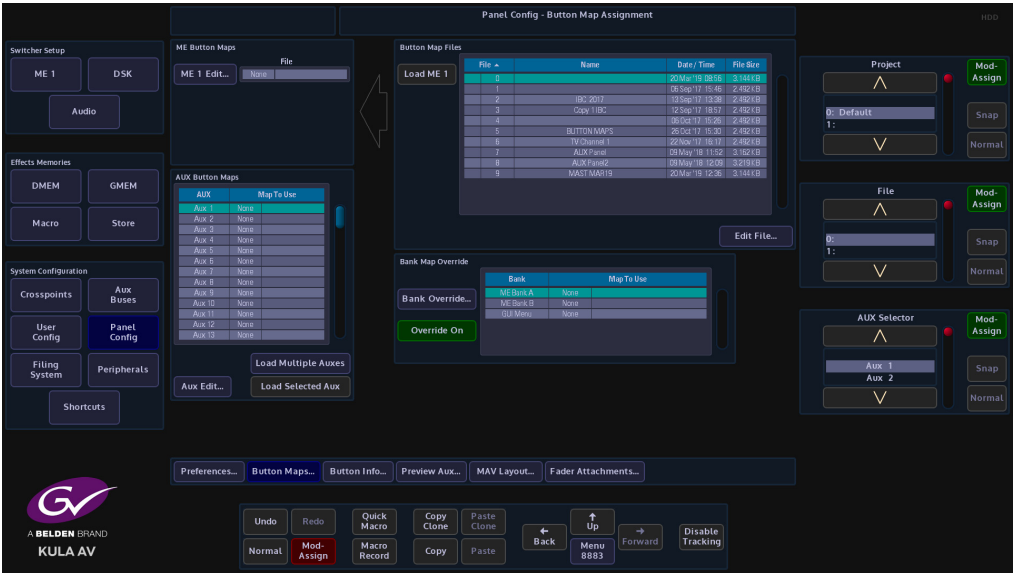 Panel Config - Button Map Assignment
HDD
Switcher Setup
ME 1
DSK
Audio
Effects Memories
DMEM
GMEM
Macro
Store
System Configuration
Crosspoints
Aux
Buses
User
Config
Panel
Config
Filing
System
Peripherals
Shortcuts
ME Button Maps
File
ME 1 Edit...
None
AUX Button Maps
AUX Map To Use
Aux 1 None
Aux 2 None
Aux 3 None
Aux 4 None
Aux 5 None
Aux 6 None
Aux 7 None
Aux 8 None
Aux 9 None
Aux 10 None
Aux 11 None
Aux 12 None
Aux 13 None
Load Multiple Auxes
Aux Edit...
Load Selected Aux
Button Map Files
Load ME 1
File Name Date / Time File Size
0 20 Mar '19 08:56 3.144 KB
1 06 Sep '17 15:46 2.492 KB
2 IBC 2017 13 Sep '17 13:38 2.492 KB
3 Copy 1 IBC 12 Sep '17 18:57 2.492 KB
4 06 Oct '17 15:26 2.492 KB
5 BUTTON MAPS 26 Oct '17 15:30 2.492 KB
6 TV Channel 1 22 Nov '17 16:17 2.492 KB
7 AUX Panel 09 May '18 11:52 3.162 KB
8 AUX Panel2 09 May '18 12:09 3.219 KB
9 MAST MAR19 20 Mar '19 12:36 3.144 KB
Edit File...
Bank Map Override
Bank Override...
Override On
Bank Map To Use
ME Bank A None
ME Bank B None
GUI Menu None
Project
0: Default
1:
Mod-
Assign
Snap
Normal
File
0:
1:
Mod-
Assign
Snap
Normal
AUX Selector
Aux 1
Aux 2
Mod-
Assign
Snap
Normal
Preferences...
Button Maps...
Button Info...
Preview Aux...
MAV Layout...
Fader Attachments...
GV
A BELDEN BRAND
KULA AV
Undo
Redo
Quick
Macro
Copy
Clone
Paste
Clone
Normal
Mod-
Assign
Macro
Record
Copy
Paste
Back
Up
Menu
8883
Forward
Disable
Tracking